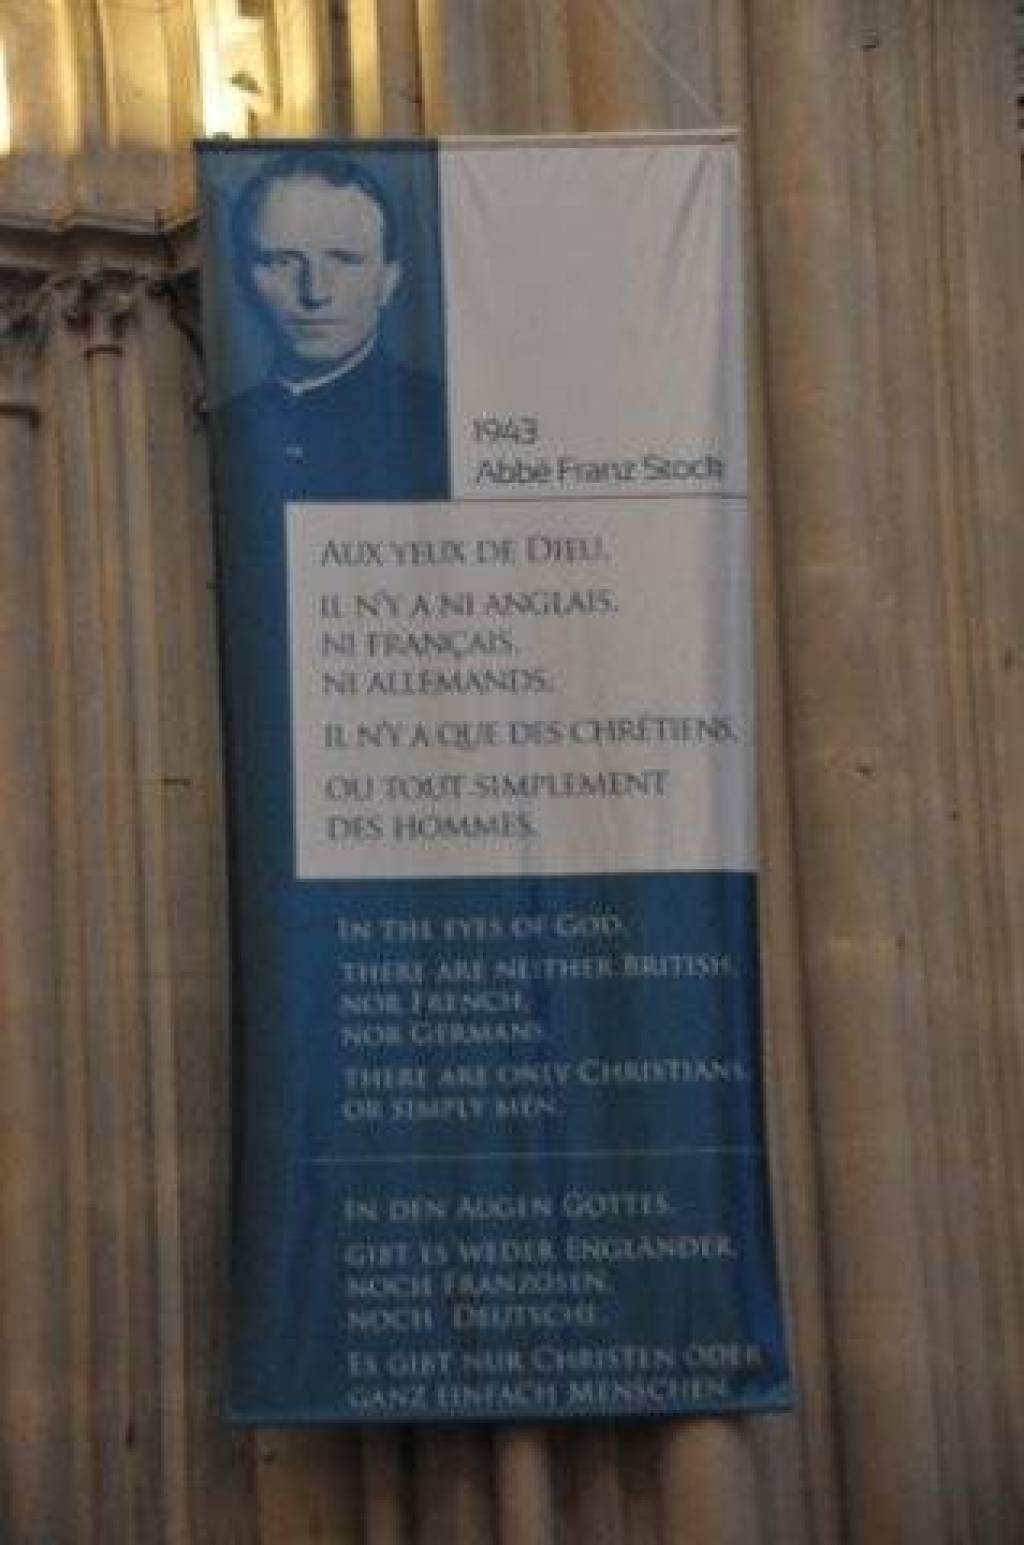 1943
Abbé Franz Stock
AUX YEUX DE DIEU,
IL N'Y A NI ANGLAIS,
NI FRANÇAIS,
NI ALLEMANDS,
IL N'Y A QUE DES CHRÉTIENS,
OU TOUT SIMPLEMENT
DES HOMMES.
IN THE EYES OF GOD,
THERE ARE NEITHER BRITISH,
NOR FRENCH,
NOR GERMANS,
THERE ARE ONLY CHRISTIANS,
OR SIMPLY MEN.
IN DEN AUGEN GOTTES,
GIBT ES WEDER ENGLÄNDER,
NOCH FRANZOSEN,
NOCH DEUTSCHE,
ES GIBT NUR CHRISTEN ODER
GANZ EINFACH MENSCHEN.